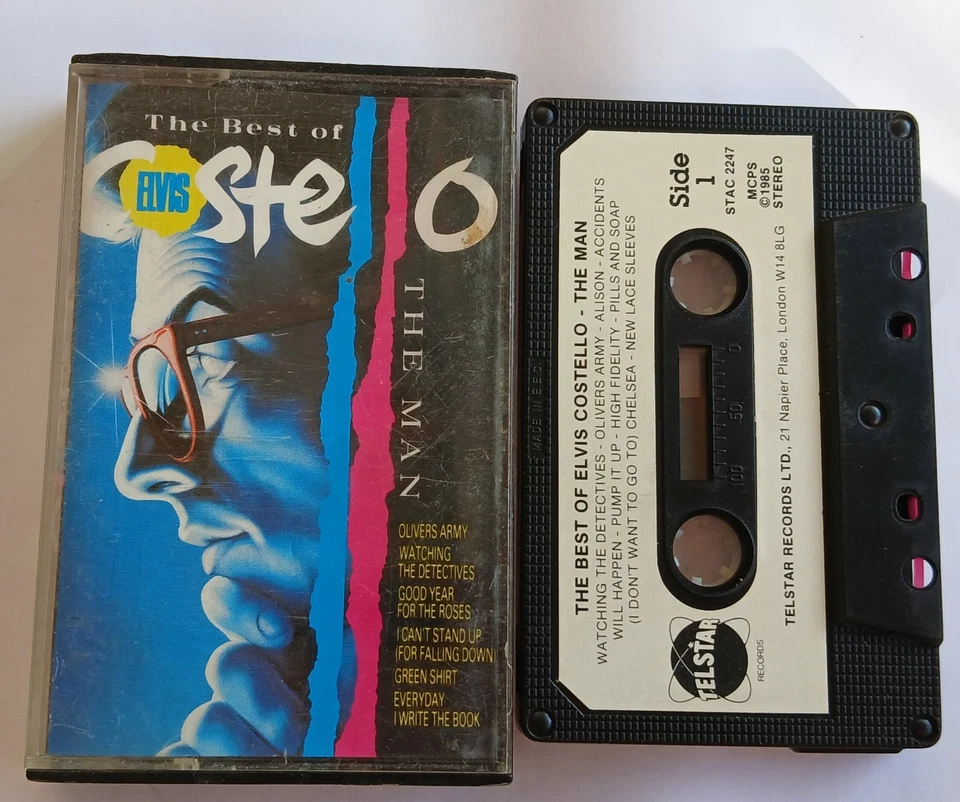 The Best of
ELVIS
Costello
THE MAN
OLIVERS ARMY
WATCHING
THE DETECTIVES
GOOD YEAR
FOR THE ROSES
I CAN'T STAND UP
(FOR FALLING DOWN)
GREEN SHIRT
EVERYDAY
I WRITE THE BOOK
MADE IN E.E.C.
THE BEST OF ELVIS COSTELLO - THE MAN
WATCHING THE DETECTIVES - OLIVERS ARMY - ALISON - ACCIDENTS
WILL HAPPEN - PUMP IT UP - HIGH FIDELITY - PILLS AND SOAP
(I DON'T WANT TO GO TO) CHELSEA - NEW LACE SLEEVES
Side
1
STAC 2247
MCPS
©1985
STEREO
100 50 0
TELSTAR
RECORDS
TELSTAR RECORDS LTD., 21 Napier Place, London W14 8LG